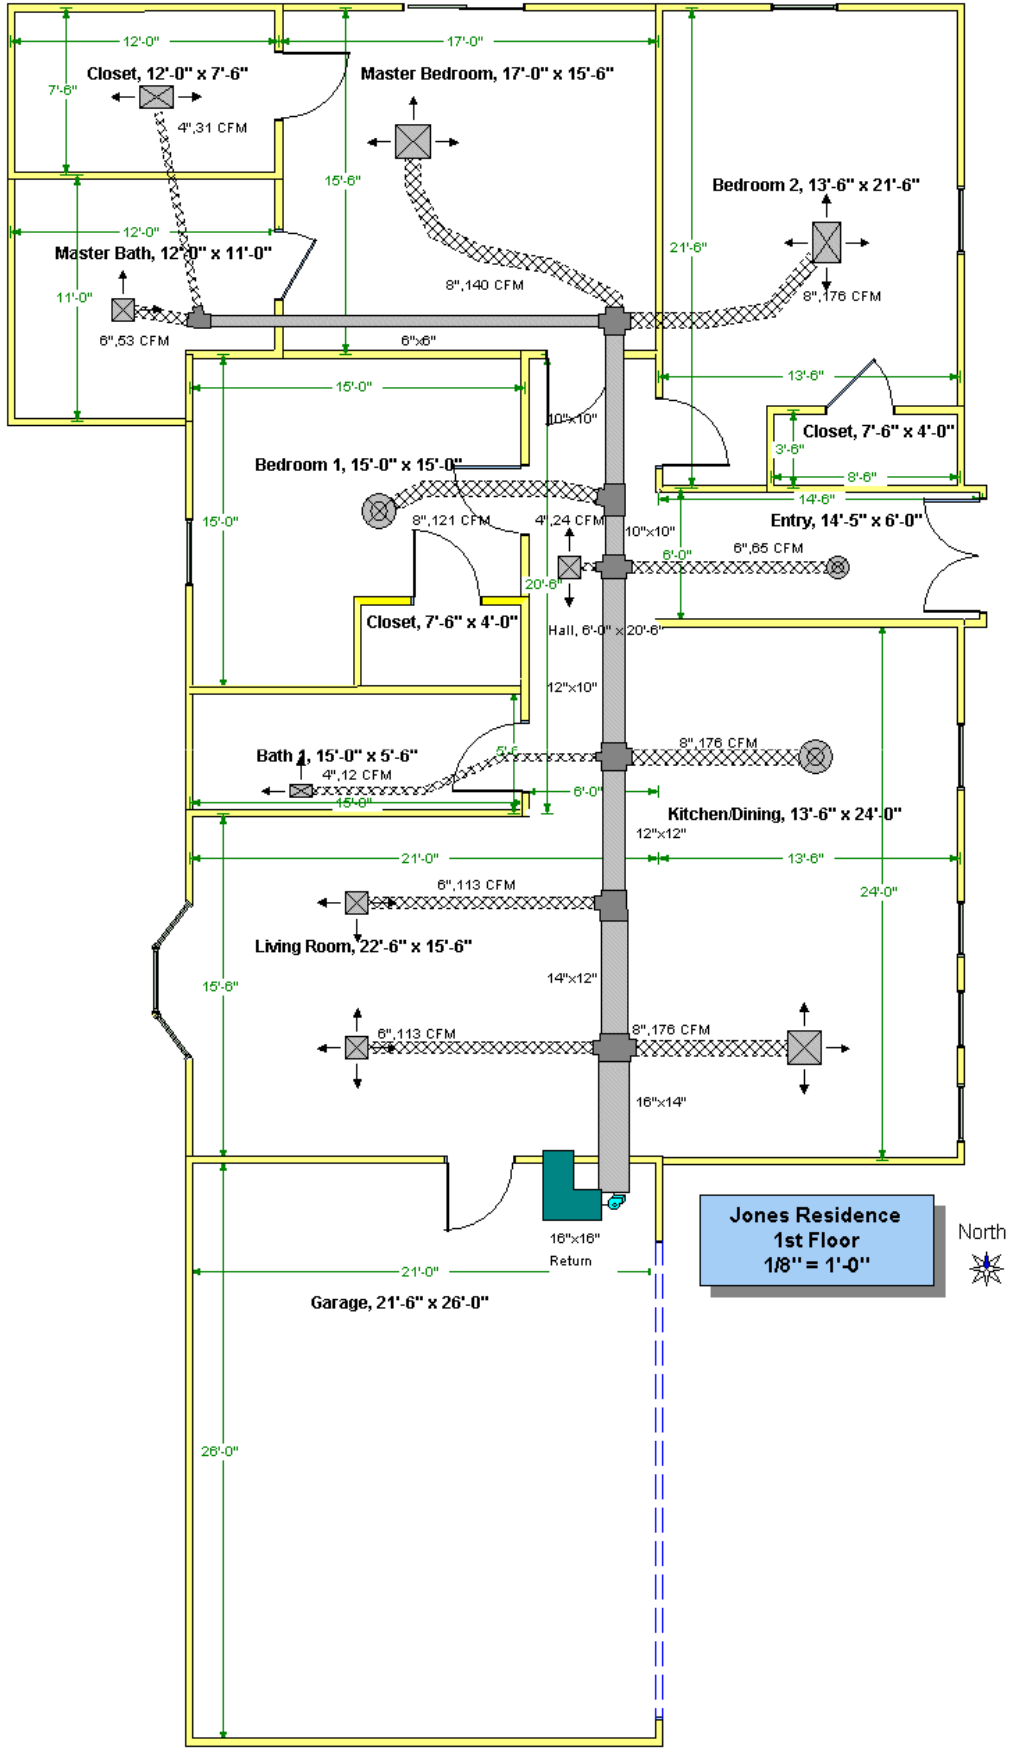 12'-0"
17'-0"
Closet, 12'-0" x 7'-6"
Master Bedroom, 17'-0" x 15'-6"
7'-6"
4",31 CFM
15'-6"
Bedroom 2, 13'-6" x 21'-6"
12'-0"
Master Bath, 12'-0" x 11'-0"
21'-6"
11'-0"
8",140 CFM
8",176 CFM
6",53 CFM
6"x6"
15'-0"
13'-6"
10"x10"
Closet, 7'-6" x 4'-0"
3'-6"
Bedroom 1, 15'-0" x 15'-0"
8'-6"
14'-6"
15'-0"
8",121 CFM
4",24 CFM
10"x10"
Entry, 14'-5" x 6'-0"
6'-0"
6",65 CFM
20'-6"
Closet, 7'-6" x 4'-0"
Hall, 6'-0" x 20'-6"
12"x10"
5'-6
8",176 CFM
Bath 1, 15'-0" x 5'-6"
4",12 CFM
15'-0"
6'-0"
Kitchen/Dining, 13'-6" x 24'-0"
12"x12"
21'-0"
13'-6"
6",113 CFM
24'-0"
Living Room, 22'-6" x 15'-6"
14"x12"
15'-6"
6",113 CFM
8",176 CFM
16"x14"
Jones Residence
1st Floor
1/8" = 1'-0"
North
16"x16"
Return
21'-0"
Garage, 21'-6" x 26'-0"
26'-0"